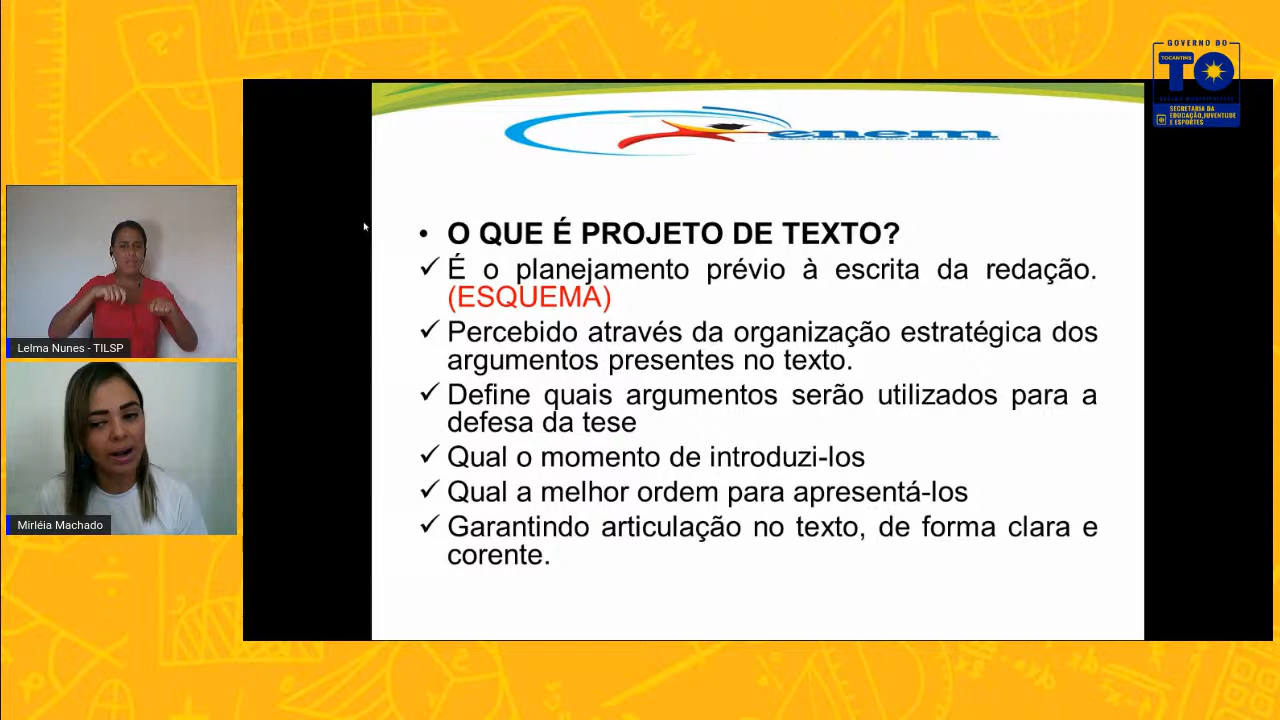 GOVERNO DO
TOCANTINS
TO
SECRETARIA DA
EDUCAÇÃO, JUVENTUDE
E ESPORTES
enem
• O QUE É PROJETO DE TEXTO?
✓ É o planejamento prévio à escrita da redação.
(ESQUEMA)
✓ Percebido através da organização estratégica dos
argumentos presentes no texto.
✓ Define quais argumentos serão utilizados para a
defesa da tese
✓ Qual o momento de introduzi-los
✓ Qual a melhor ordem para apresentá-los
✓ Garantindo articulação no texto, de forma clara e
corente.
Lelma Nunes - TILSP
Mirléia Machado